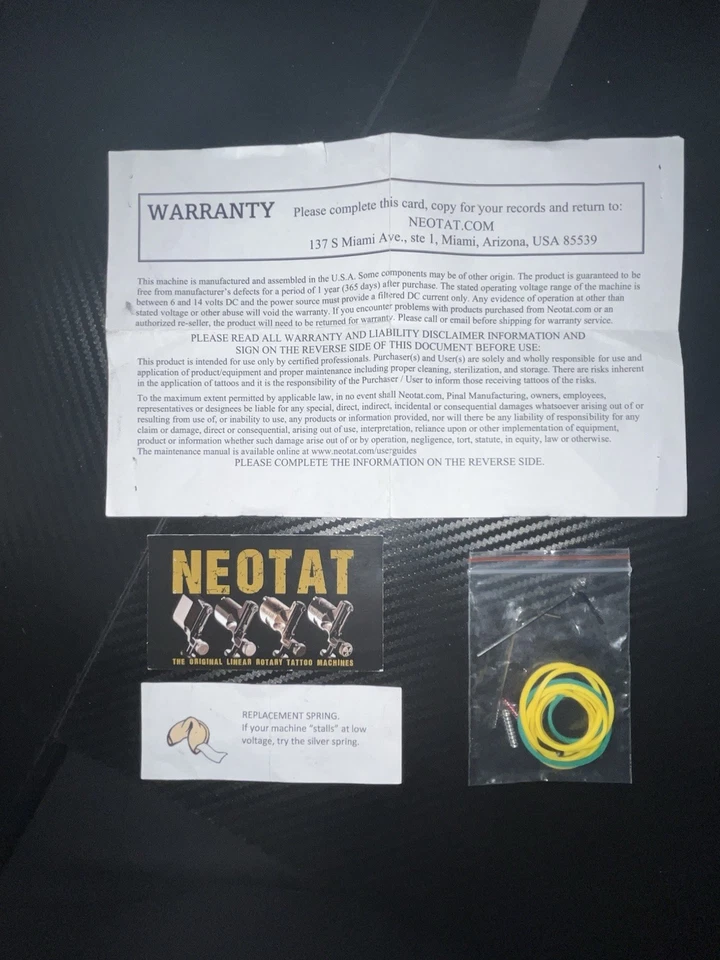 WARRANTY Please complete this card, copy for your records and return to:
NEOTAT.COM
137 S Miami Ave., ste 1, Miami, Arizona, USA 85539
This machine is manufactured and assembled in the U.S.A. Some components may be of other origin. The product is guaranteed to be
free from manufacturer's defects for a period of 1 year (365 days) after purchase. The stated operating voltage range of the machine is
between 6 and 14 volts DC and the power source must provide a filtered DC current only. Any evidence of operation at other than
stated voltage or other abuse will void the warranty. If you encounter problems with products purchased from Neotat.com or an
authorized re-seller, the product will need to be returned for warranty. Please call or email before shipping for warranty service.
PLEASE READ ALL WARRANTY AND LIABILITY DISCLAIMER INFORMATION AND
SIGN ON THE REVERSE SIDE OF THIS DOCUMENT BEFORE USE:
This product is intended for use only by certified professionals. Purchaser(s) and User(s) are solely and wholly responsible for use and
application of product/equipment and proper maintenance including proper cleaning, sterilization, and storage. There are risks inherent
in the application of tattoos and it is the responsibility of the Purchaser / User to inform those receiving tattoos of the risks.
To the maximum extent permitted by applicable law, in no event shall Neotat.com, Pinal Manufacturing, owners, employees,
representatives or designees be liable for any special, direct, indirect, incidental or consequential damages whatsoever arising out of or
resulting from use of, or inability to use, any products or information provided, nor will there be any liability of responsibility for any
claim or damage, direct or consequential, arising out of use, interpretation, reliance upon or other implementation of equipment,
product or information whether such damage arise out of or by operation, negligence, tort, statute, in equity, law or otherwise.
The maintenance manual is available online at www.neotat.com/userguides
PLEASE COMPLETE THE INFORMATION ON THE REVERSE SIDE.
NEOTAT
THE ORIGINAL LINEAR ROTARY TATTOO MACHINES
REPLACEMENT SPRING.
If your machine "stalls" at low
voltage, try the silver spring.